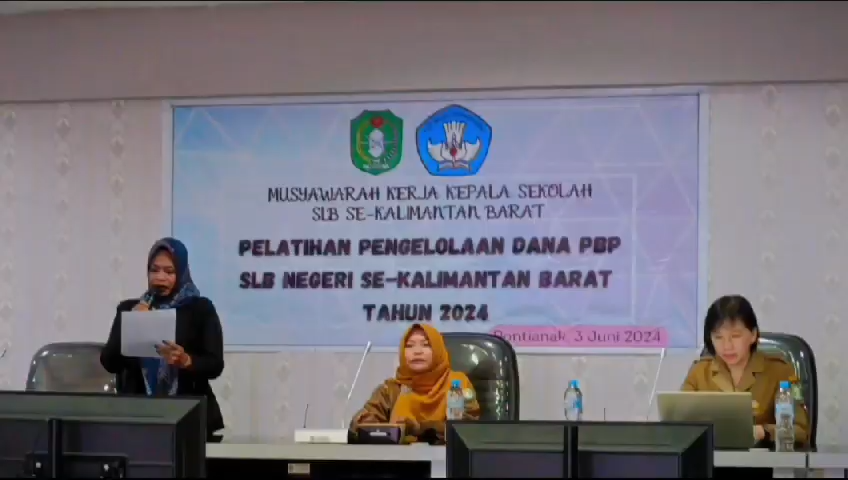 MUSYAWARAH KERJA KEPALA SEKOLAH
SLB SE-KALIMANTAN BARAT
PELATIHAN PENGELOLAAN DANA PBP
SLB NEGERI SE-KALIMANTAN BARAT
TAHUN 2024
Pontianak, 3 Juni 2024